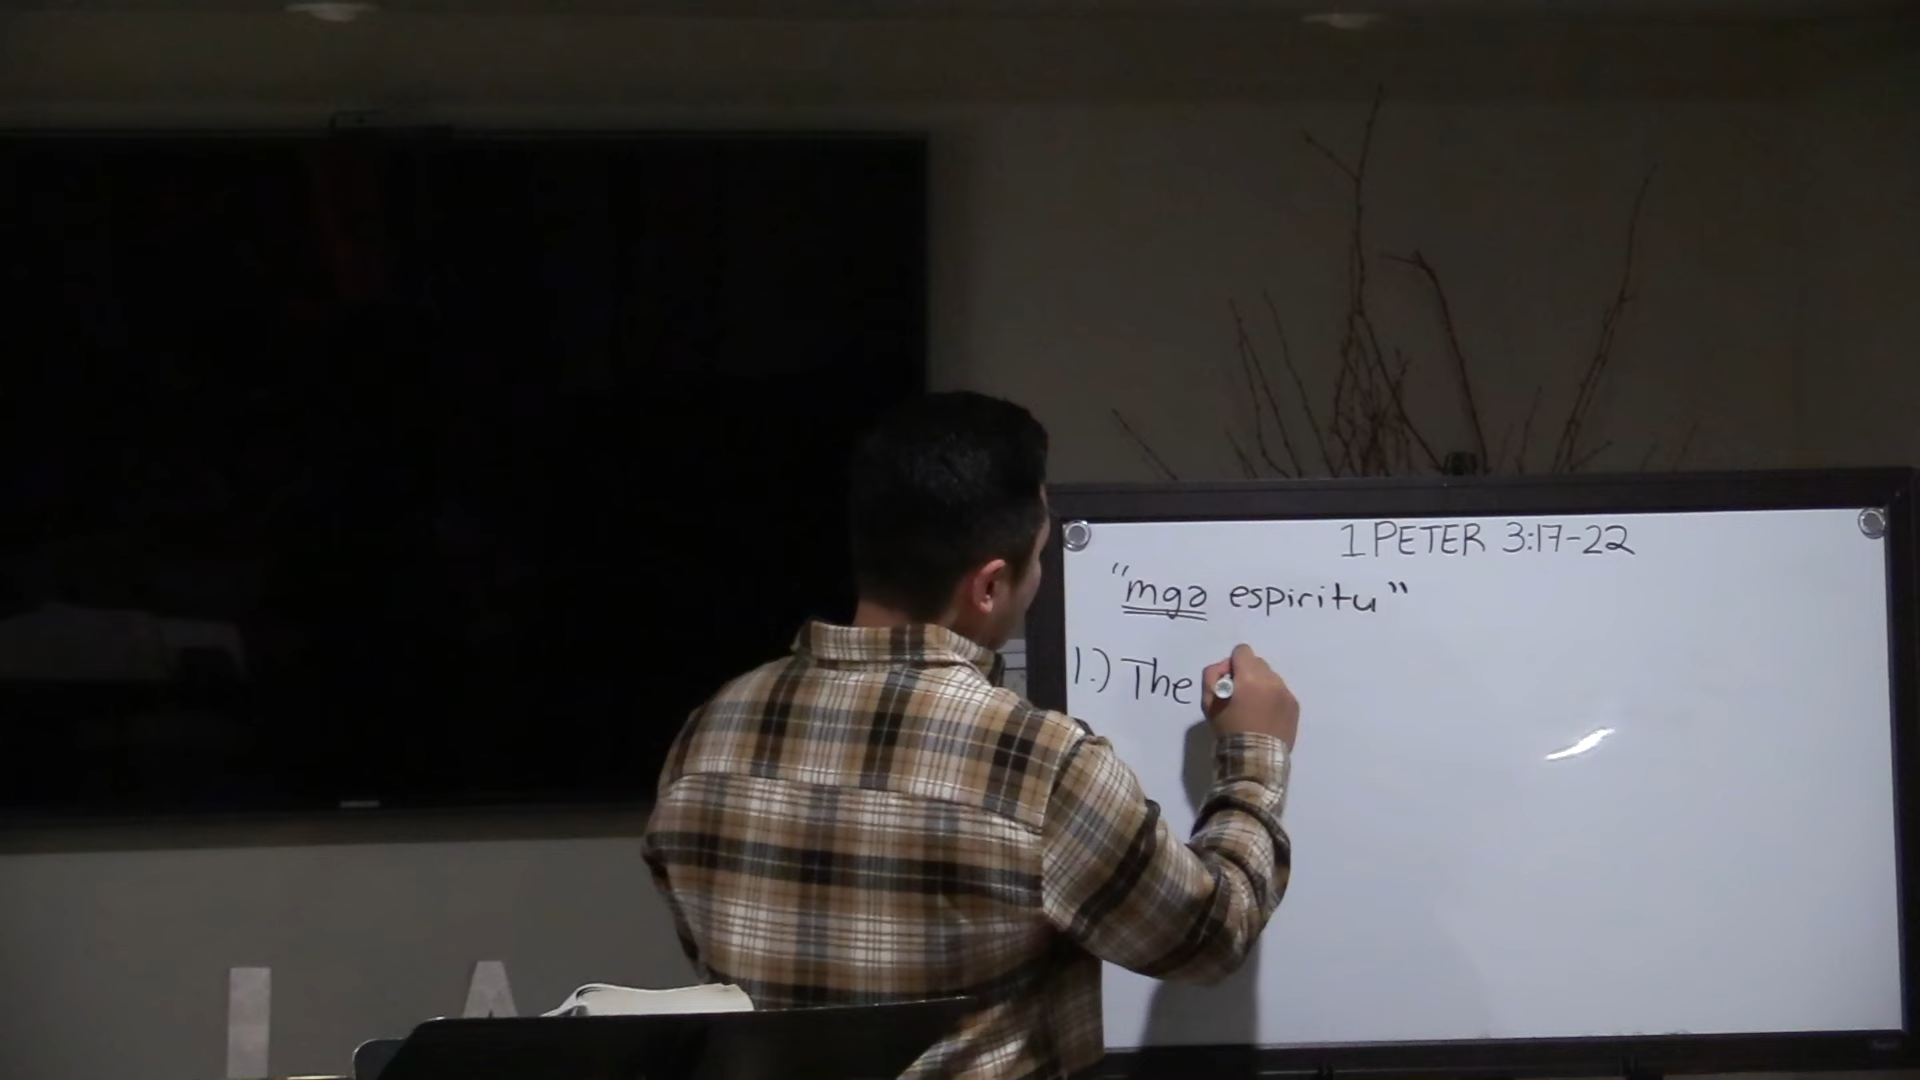 1 PETER 3:17-22
"mga espiritu"
1.) The